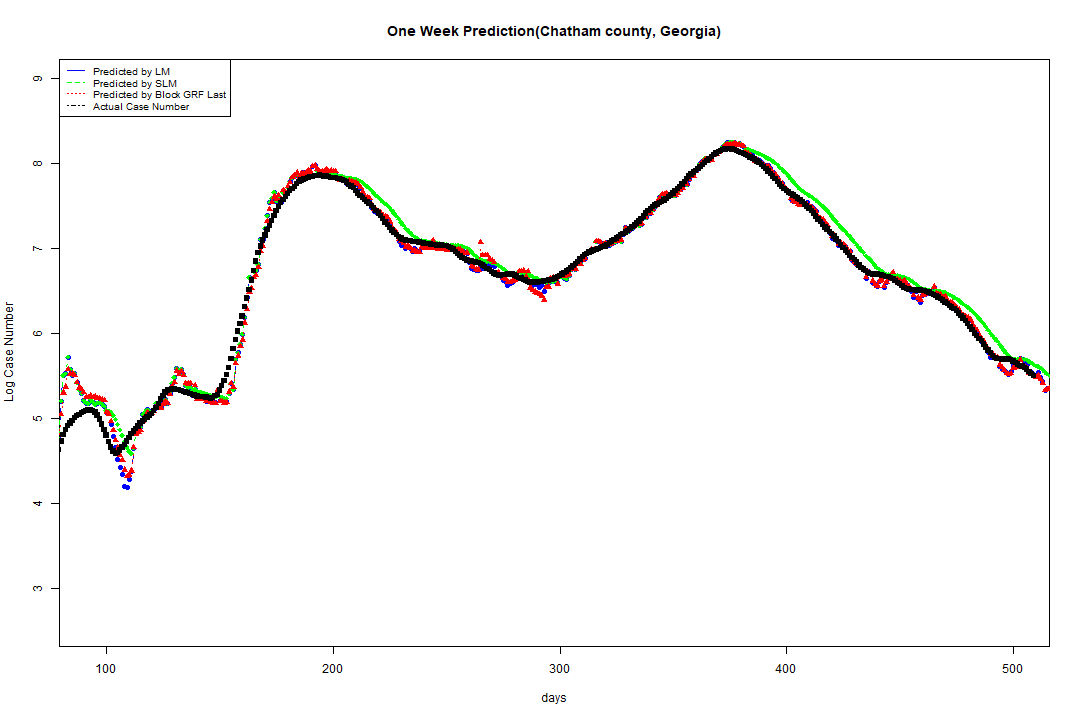 One Week Prediction(Chatham county, Georgia)
Predicted by LM
Predicted by SLM
Predicted by Block GRF Last
Actual Case Number
Log Case Number
9
8
7
6
5
4
3
100 200 300 400 500
days